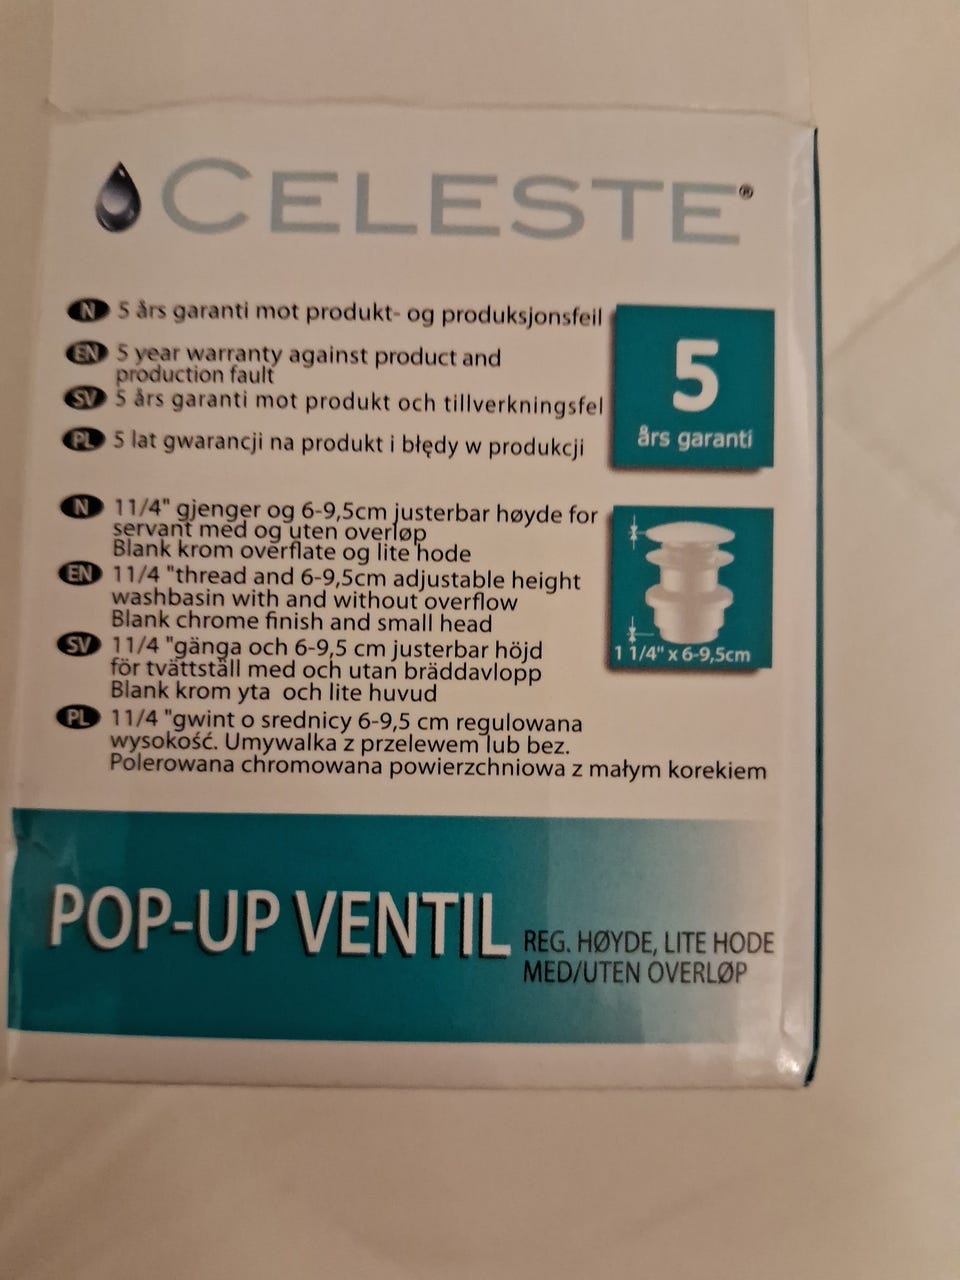 CELESTE®
N 5 års garanti mot produkt- og produksjonsfeil
EN 5 year warranty against product and
production fault
SV 5 års garanti mot produkt och tillverkningsfel
PL 5 lat gwarancji na produkt i błędy w produkcji
5
års garanti
N 11/4" gjenger og 6-9,5cm justerbar høyde for
servant med og uten overløp
Blank krom overflate og lite hode
EN 11/4 "thread and 6-9,5cm adjustable height
washbasin with and without overflow
Blank chrome finish and small head
SV 11/4 "gänga och 6-9,5 cm justerbar höjd
för tvättställ med och utan bräddavlopp
Blank krom yta och lite huvud
PL 11/4 "gwint o srednicy 6-9,5 cm regulowana
wysokość. Umywalka z przelewem lub bez.
Polerowana chromowana powierzchniowa z małym korekiem
1 1/4" x 6-9,5cm
POP-UP VENTIL
REG. HØYDE, LITE HODE
MED/UTEN OVERLØP